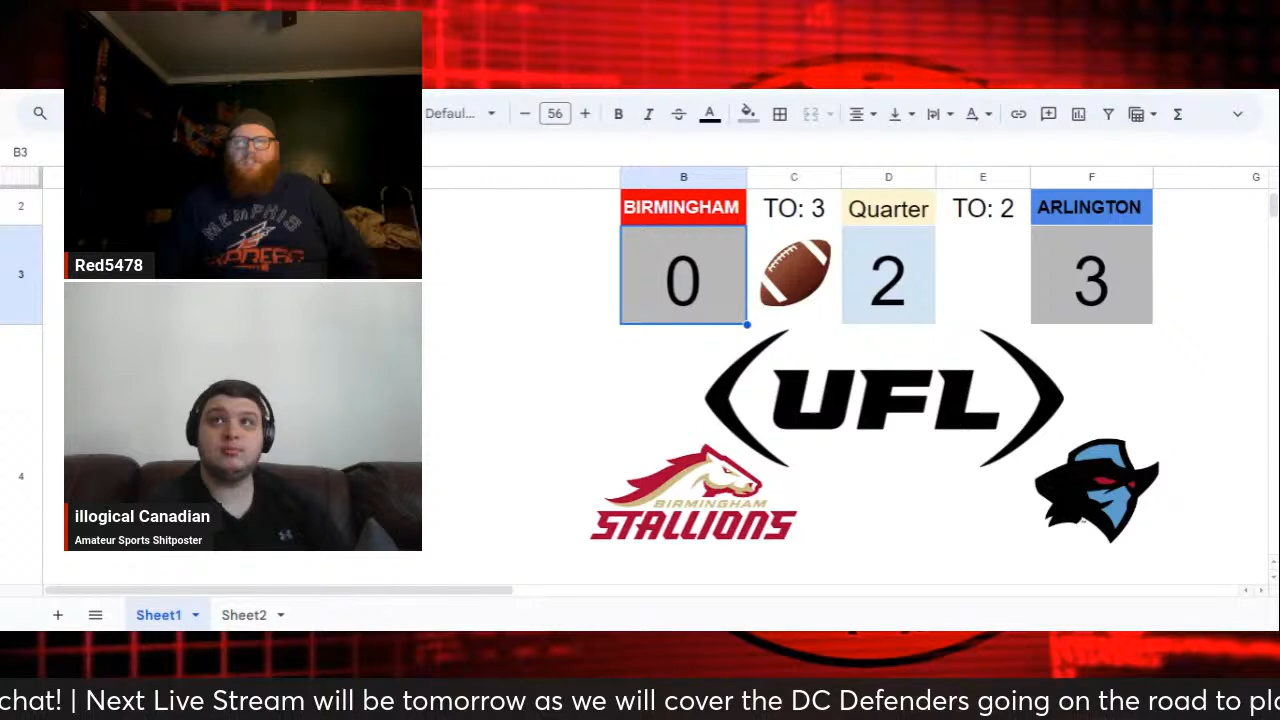 Defaul...
56
B
I
A
B3
B
C
D
E
F
G
2
BIRMINGHAM
TO: 3
Quarter
TO: 2
ARLINGTON
3
0
2
3
MEMPHIS
EXPRESS
Red5478
UFL
BIRMINGHAM
STALLIONS
4
illogical Canadian
Amateur Sports Shitposter
Sheet1
Sheet2
chat! | Next Live Stream will be tomorrow as we will cover the DC Defenders going on the road to pl